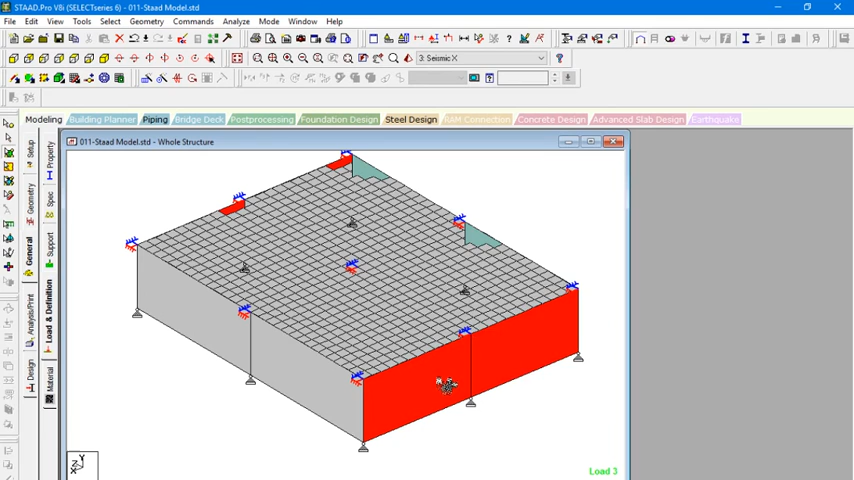 STAAD.Pro V8i (SELECTseries 6) - [011-Staad Model.std]
File Edit View Tools Select Geometry Commands Analyze Mode Window Help
3: Seismic X
Modeling Building Planner Piping Bridge Deck Postprocessing Foundation Design Steel Design RAM Connection Concrete Design Advanced Slab Design Earthquake
011-Staad Model.std - Whole Structure
Setup
Geometry
General
Analysis/Print
Design
Property
Spec
Support
Load & Definition
Material
Y
Z
X
Load 3